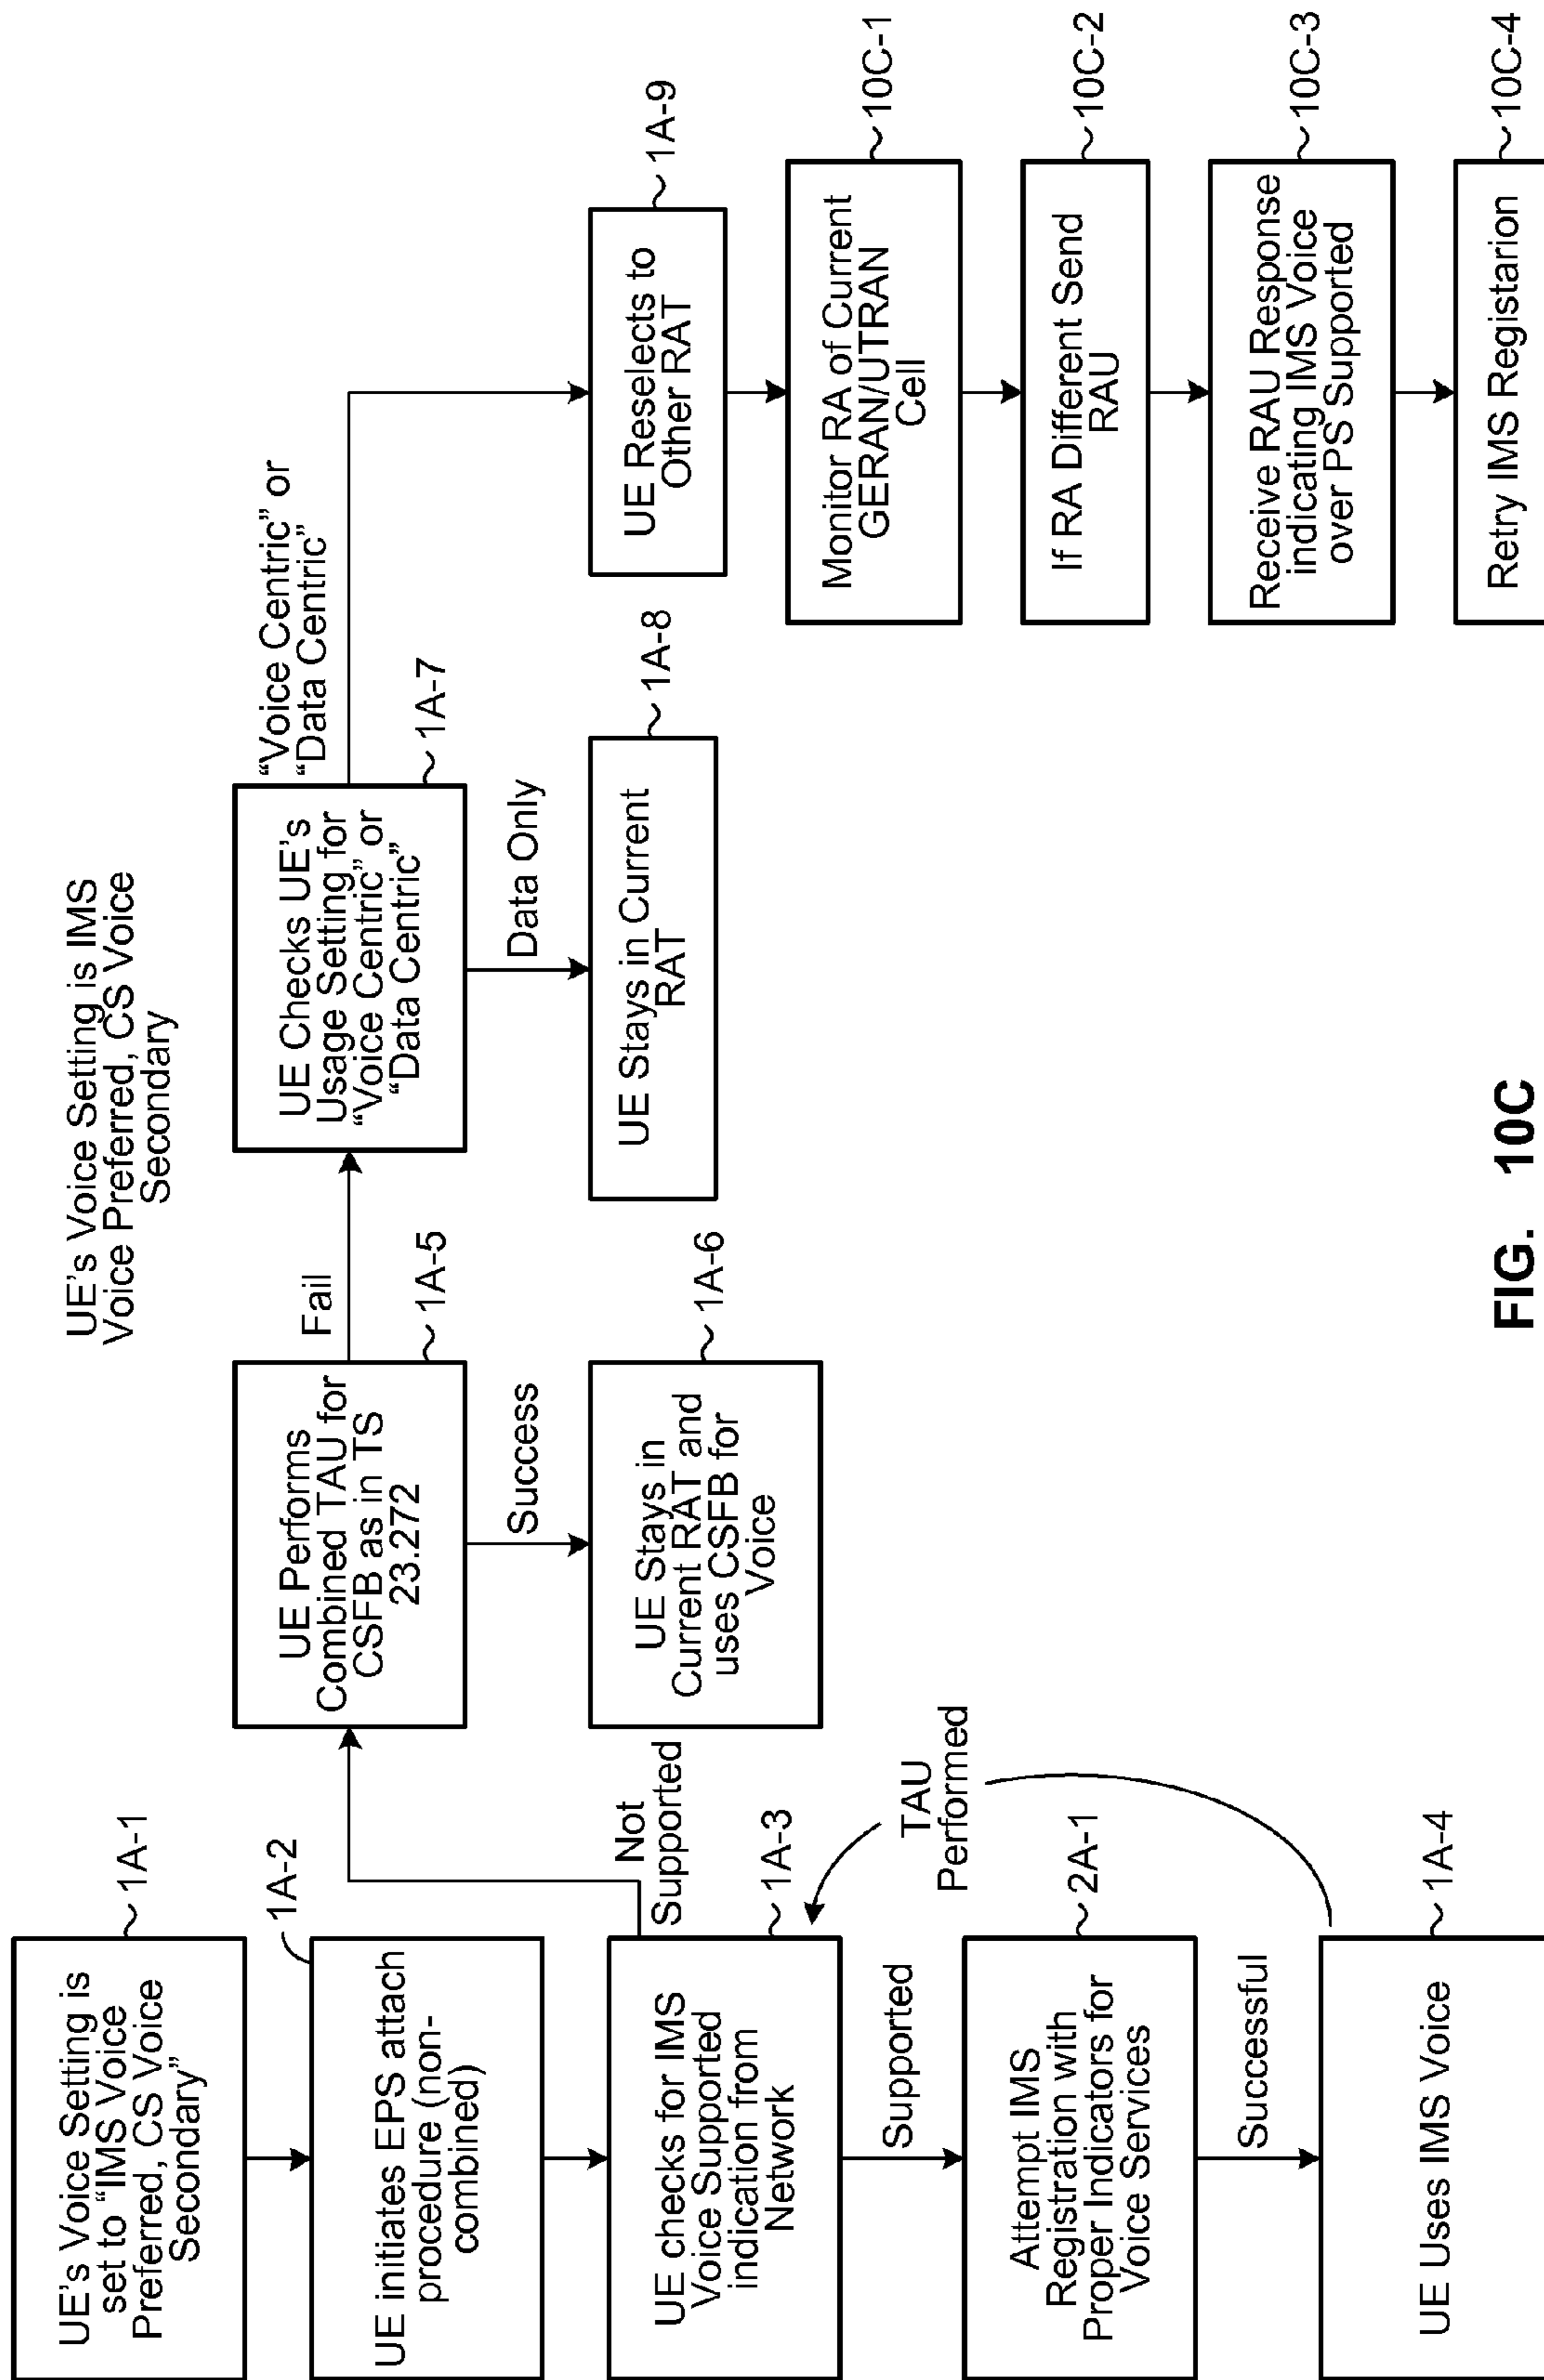 UE's Voice Setting is IMS
Voice Preferred, CS Voice
Secondary
UE's Voice Setting is
set to “IMS Voice
Preferred, CS Voice
Secondary”
1A-1
UE initiates EPS attach
procedure (non-
combined)
1A-2
UE checks for IMS
Voice Supported
indication from
Network
1A-3
Not
Supported
Supported
Attempt IMS
Registration with
Proper Indicators for
Voice Services
2A-1
TAU
Performed
Successful
UE Uses IMS Voice
1A-4
UE Performs
Combined TAU for
CSFB as in TS
23.272
1A-5
Fail
Success
UE Stays in
Current RAT and
uses CSFB for
Voice
1A-6
UE Checks UE's
Usage Setting for
“Voice Centric” or
“Data Centric”
1A-7
Data Only
UE Stays in Current
RAT
1A-8
“Voice Centric” or
“Data Centric”
UE Reselects to
Other RAT
1A-9
Monitor RA of Current
GERAN/UTRAN
Cell
10C-1
If RA Different Send
RAU
10C-2
Receive RAU Response
indicating IMS Voice
over PS Supported
10C-3
Retry IMS Registarion
10C-4
FIG. 10C